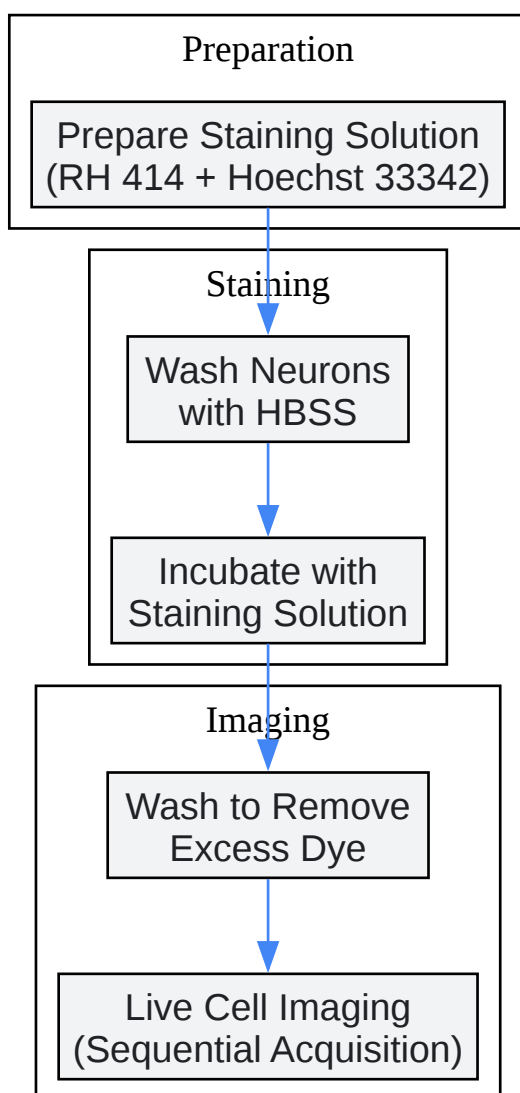 Preparation
Prepare Staining Solution
(RH 414 + Hoechst 33342)
Staining
Wash Neurons
with HBSS
Incubate with
Staining Solution
Imaging
Wash to Remove
Excess Dye
Live Cell Imaging
(Sequential Acquisition)